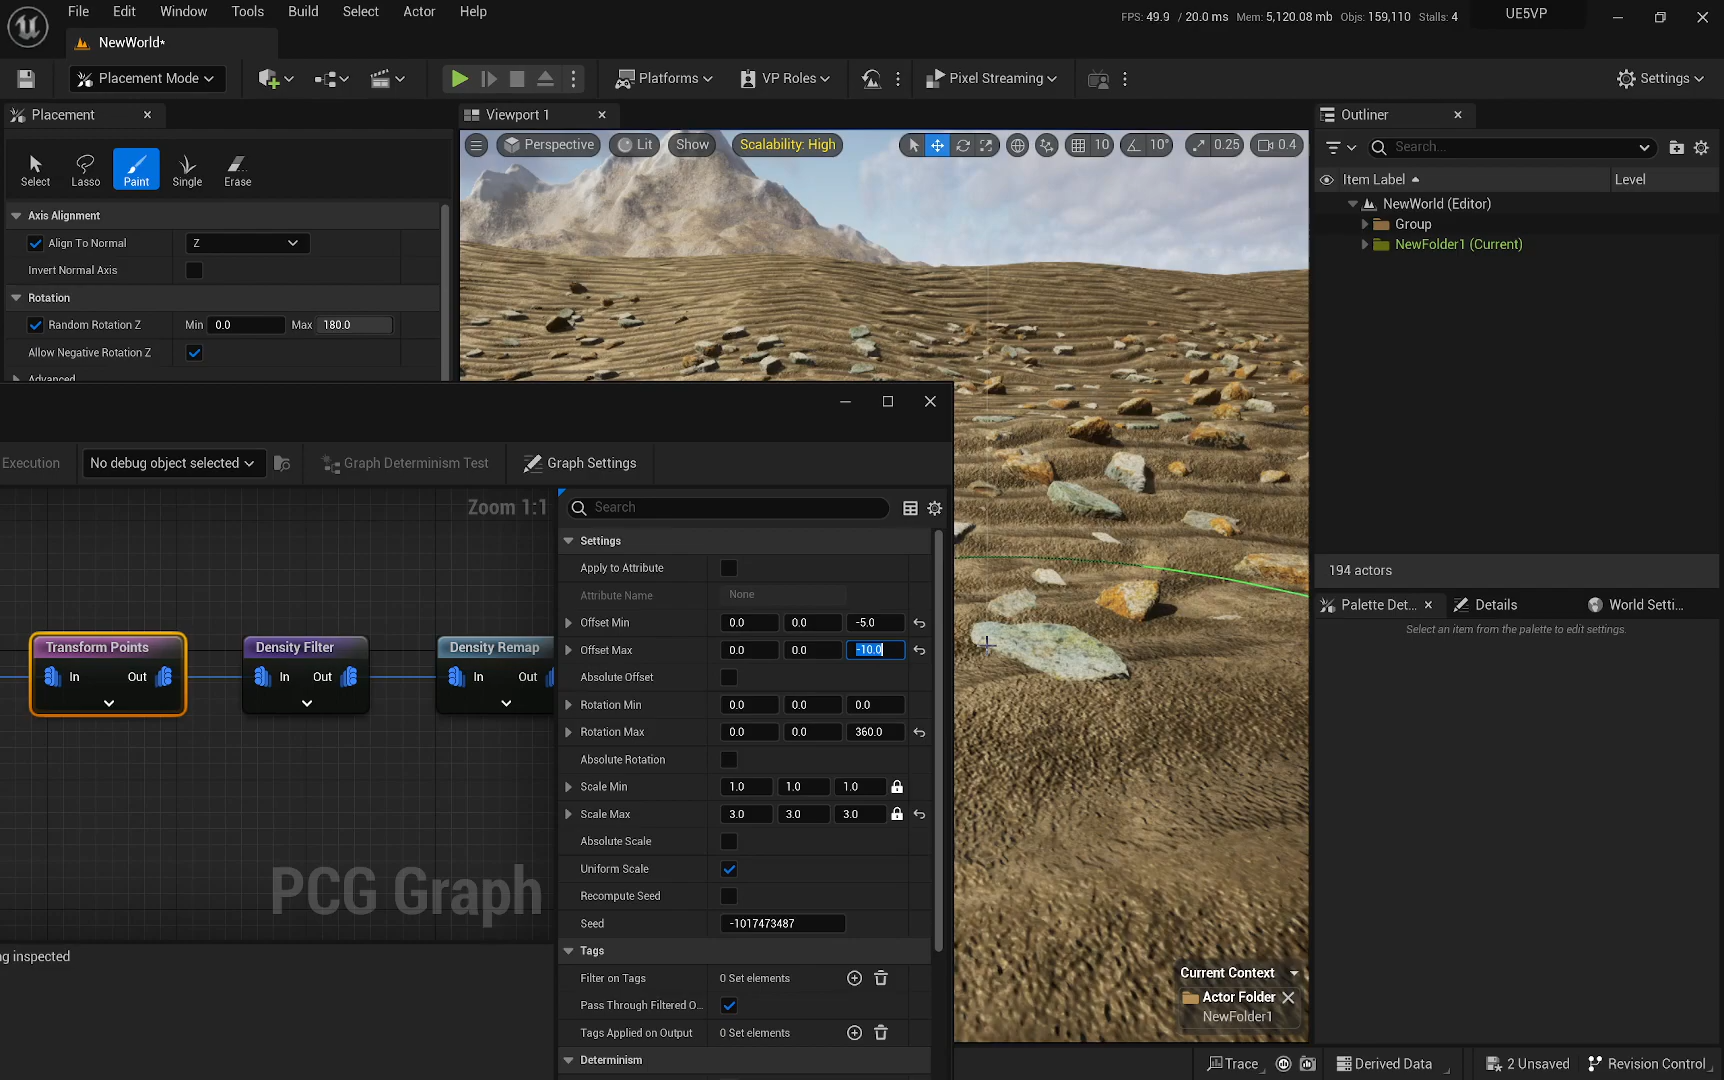 File Edit Window Tools Build Select Actor Help
FPS: 49.9 / 20.0 ms Mem: 5,120.08 mb Objs: 159,110 Stalls: 4
UE5VP
NewWorld*
Placement Mode
Platforms
VP Roles
Pixel Streaming
Settings
Placement
Viewport 1
Outliner
Perspective
Lit
Show
Scalability: High
10
10°
0.25
0.4
Search...
Select
Lasso
Paint
Single
Erase
Item Label
Level
NewWorld (Editor)
Group
NewFolder1 (Current)
Axis Alignment
Align To Normal
Z
Invert Normal Axis
Rotation
Random Rotation Z Min 0.0 Max 180.0
Allow Negative Rotation Z
Advanced
Execution
No debug object selected
Graph Determinism Test
Graph Settings
Zoom 1:1
Search
Settings
Apply to Attribute
Attribute Name None
Offset Min 0.0 0.0 -5.0
Offset Max 0.0 0.0 -10.0
Absolute Offset
Rotation Min 0.0 0.0 0.0
Rotation Max 0.0 0.0 360.0
Absolute Rotation
Scale Min 1.0 1.0 1.0
Scale Max 3.0 3.0 3.0
Absolute Scale
Uniform Scale
Recompute Seed
Seed -1017473487
Tags
Filter on Tags 0 Set elements
Pass Through Filtered O...
Tags Applied on Output 0 Set elements
Determinism
Transform Points
In Out
Density Filter
In Out
Density Remap
In Out
PCG Graph
ng inspected
194 actors
Palette Det...
Details
World Setti...
Select an item from the palette to edit settings.
Current Context
Actor Folder
NewFolder1
Trace
Derived Data
2 Unsaved
Revision Control